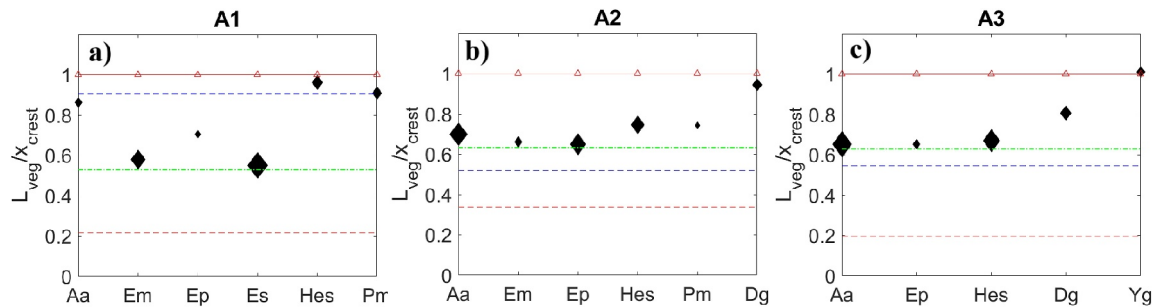 A1
a)
1
0.8
0.6
0.4
0.2
0
L_veg/x_crest
Aa Em Ep Es Hes Pm
A2
b)
1
0.8
0.6
0.4
0.2
0
L_veg/x_crest
Aa Em Ep Hes Pm Dg
A3
c)
1
0.8
0.6
0.4
0.2
0
L_veg/x_crest
Aa Ep Hes Dg Yg